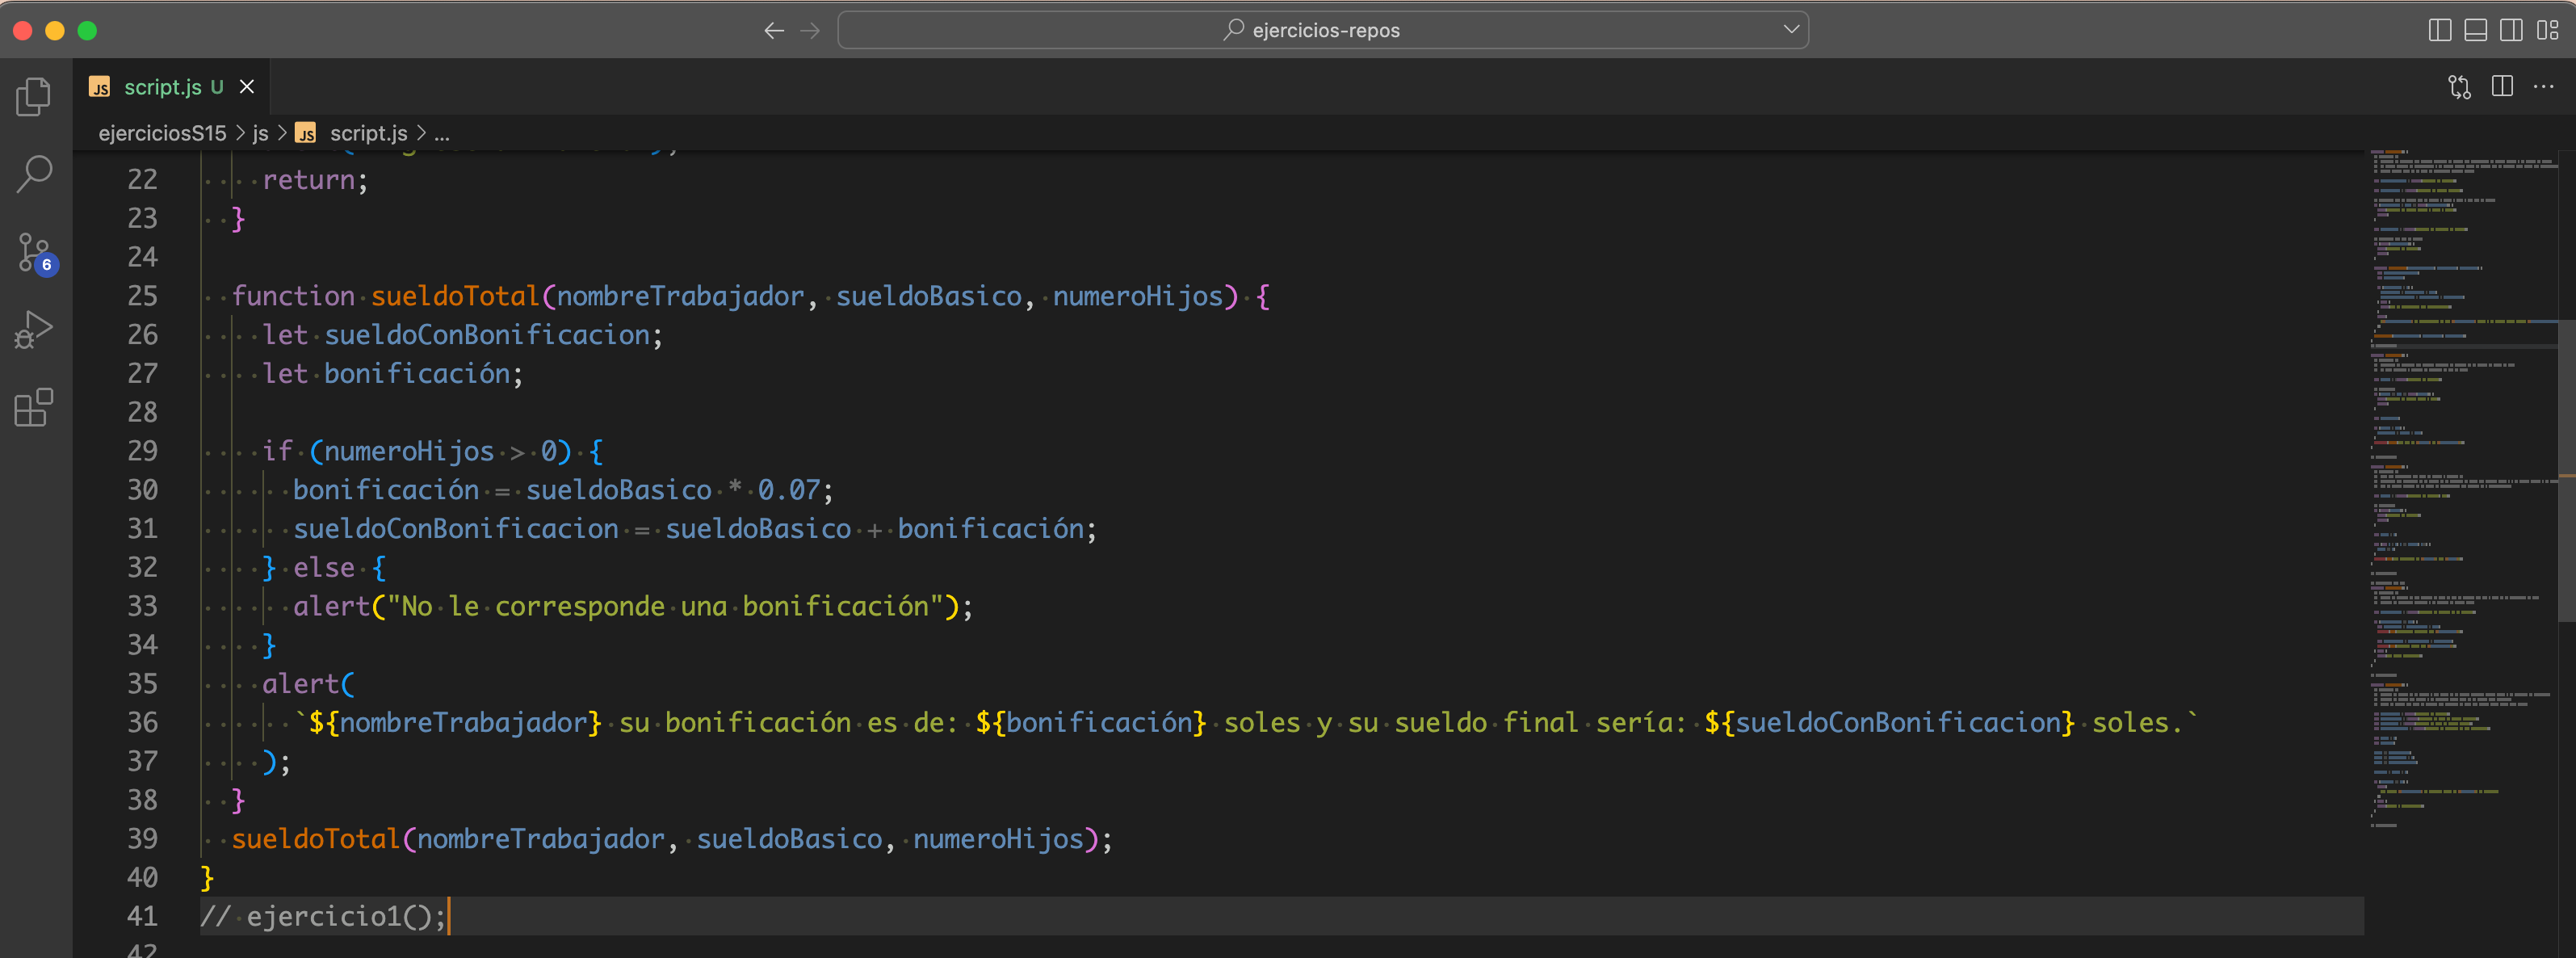 ejercicios-repos
JS script.js U
ejerciciosS15 > js > JS script.js > ...
6
22 return;
23 }
24
25 function sueldoTotal(nombreTrabajador, sueldoBasico, numeroHijos) {
26 let sueldoConBonificacion;
27 let bonificación;
28
29 if (numeroHijos > 0) {
30 bonificación = sueldoBasico * 0.07;
31 sueldoConBonificacion = sueldoBasico + bonificación;
32 } else {
33 alert("No le corresponde una bonificación");
34 }
35 alert(
36 `${nombreTrabajador} su bonificación es de: ${bonificación} soles y su sueldo final sería: ${sueldoConBonificacion} soles.`
37 );
38 }
39 sueldoTotal(nombreTrabajador, sueldoBasico, numeroHijos);
40 }
41 // ejercicio1();
42